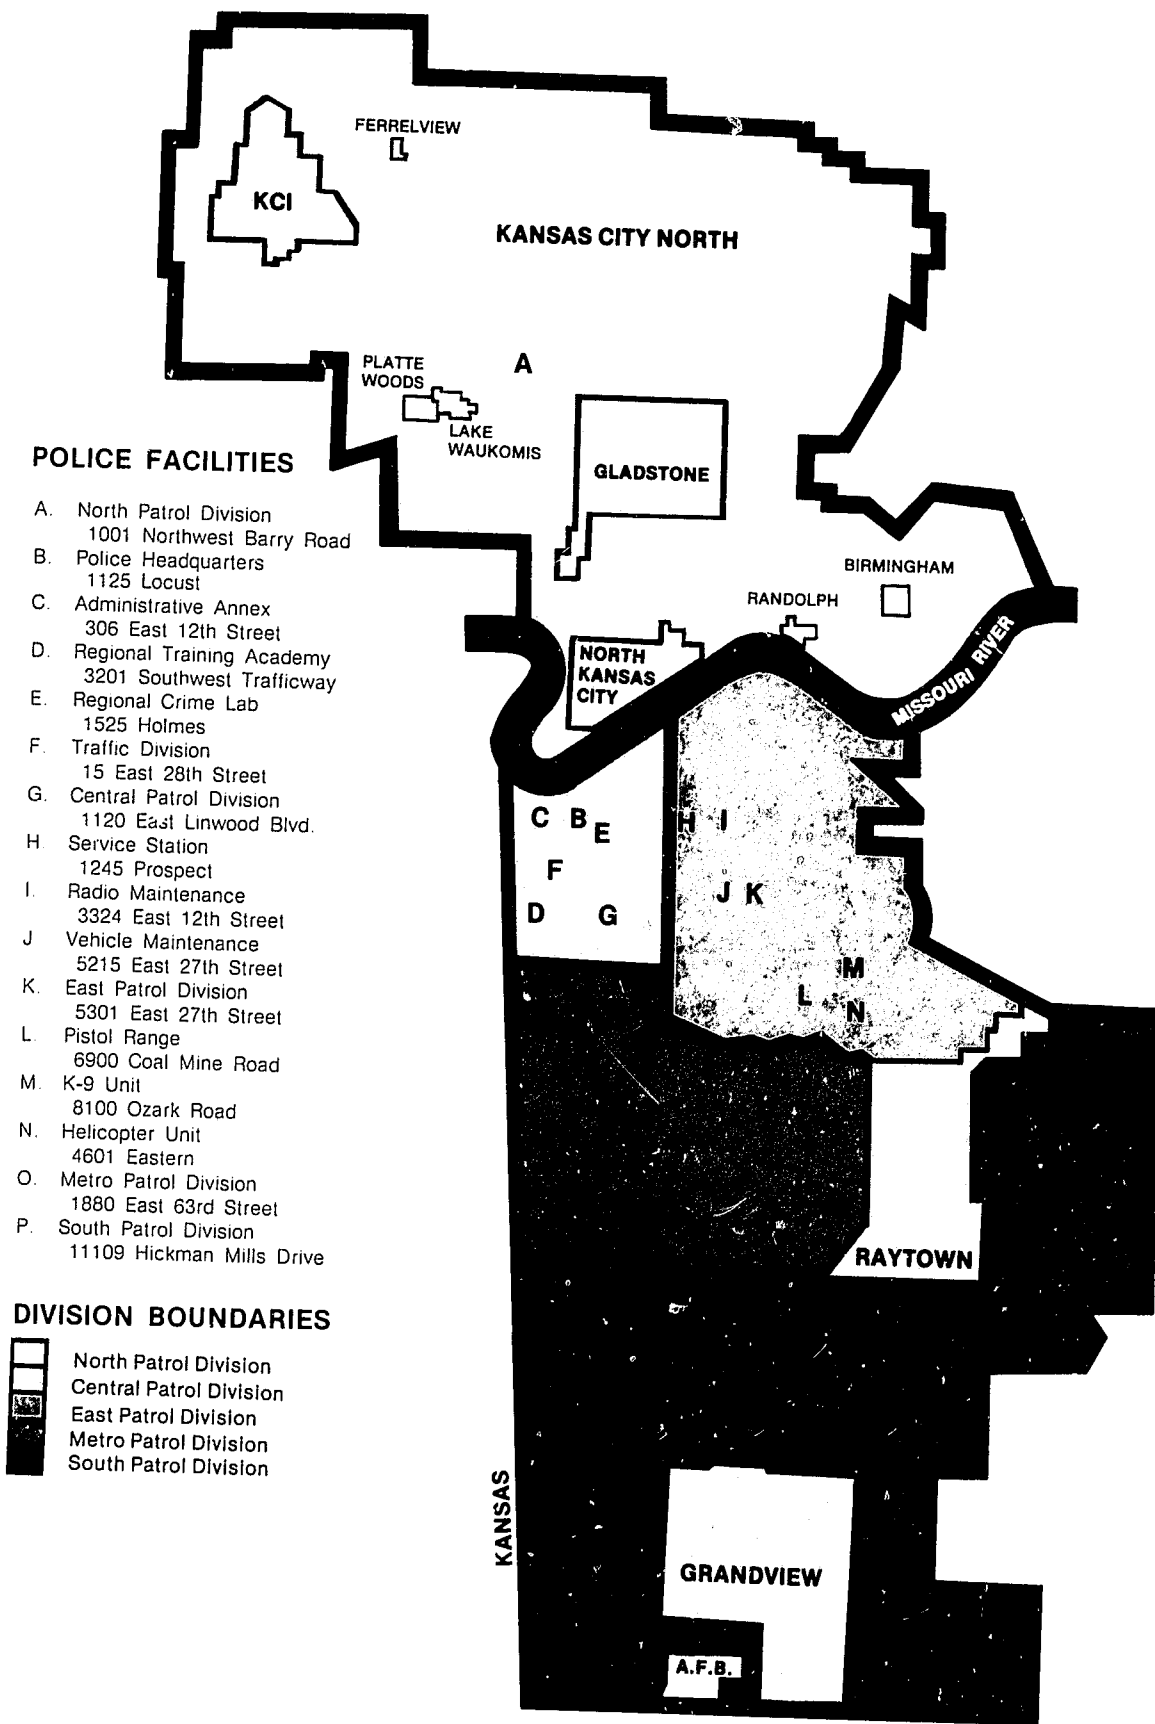 FERRELVIEW
KCI
KANSAS CITY NORTH
PLATTE
WOODS
A
LAKE
WAUKOMIS
GLADSTONE
BIRMINGHAM
RANDOLPH
NORTH
KANSAS
CITY
MISSOURI RIVER
C B
E
H I
F
J K
D G
M
L
N
RAYTOWN
KANSAS
GRANDVIEW
A.F.B.
POLICE FACILITIES
A. North Patrol Division
1001 Northwest Barry Road
B. Police Headquarters
1125 Locust
C. Administrative Annex
306 East 12th Street
D. Regional Training Academy
3201 Southwest Trafficway
E. Regional Crime Lab
1525 Holmes
F. Traffic Division
15 East 28th Street
G. Central Patrol Division
1120 East Linwood Blvd.
H. Service Station
1245 Prospect
I. Radio Maintenance
3324 East 12th Street
J Vehicle Maintenance
5215 East 27th Street
K. East Patrol Division
5301 East 27th Street
L. Pistol Range
6900 Coal Mine Road
M. K-9 Unit
8100 Ozark Road
N. Helicopter Unit
4601 Eastern
O. Metro Patrol Division
1880 East 63rd Street
P. South Patrol Division
11109 Hickman Mills Drive
DIVISION BOUNDARIES
North Patrol Division
Central Patrol Division
East Patrol Division
Metro Patrol Division
South Patrol Division